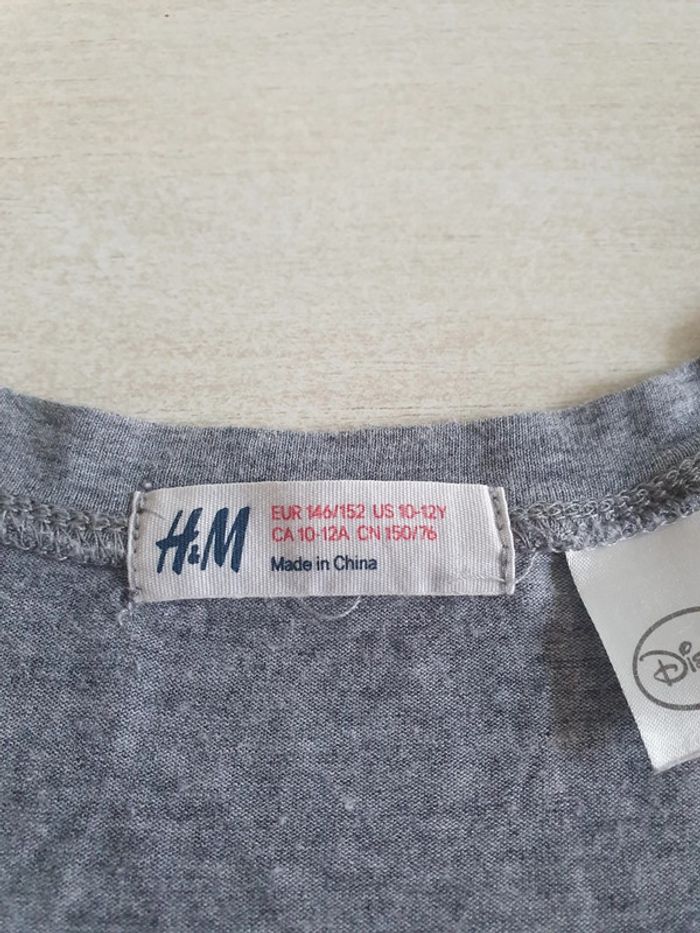 H&M
EUR 146/152 US 10-12Y
CA 10-12A CN 150/76
Made in China
Dis